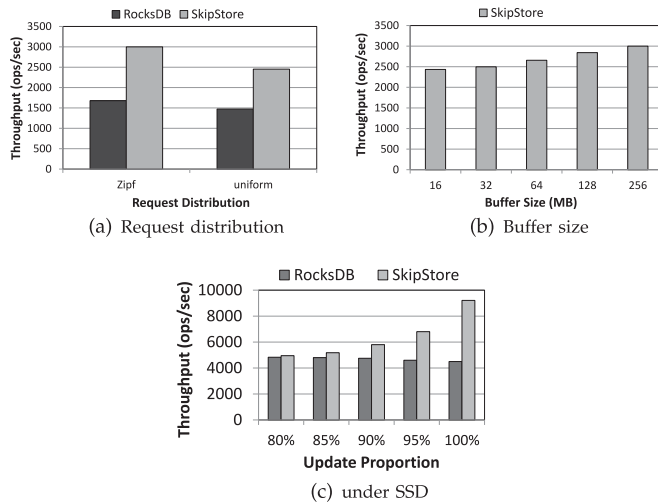 RocksDB SkipStore
3500
3000
2500
2000
1500
1000
500
0
Throughput (ops/sec)
Zipf uniform
Request Distribution
(a) Request distribution
SkipStore
3500
3000
2500
2000
1500
1000
500
0
Throughput (ops/sec)
16 32 64 128 256
Buffer Size (MB)
(b) Buffer size
RocksDB SkipStore
10000
8000
6000
4000
2000
0
Throughput (ops/sec)
80% 85% 90% 95% 100%
Update Proportion
(c) under SSD